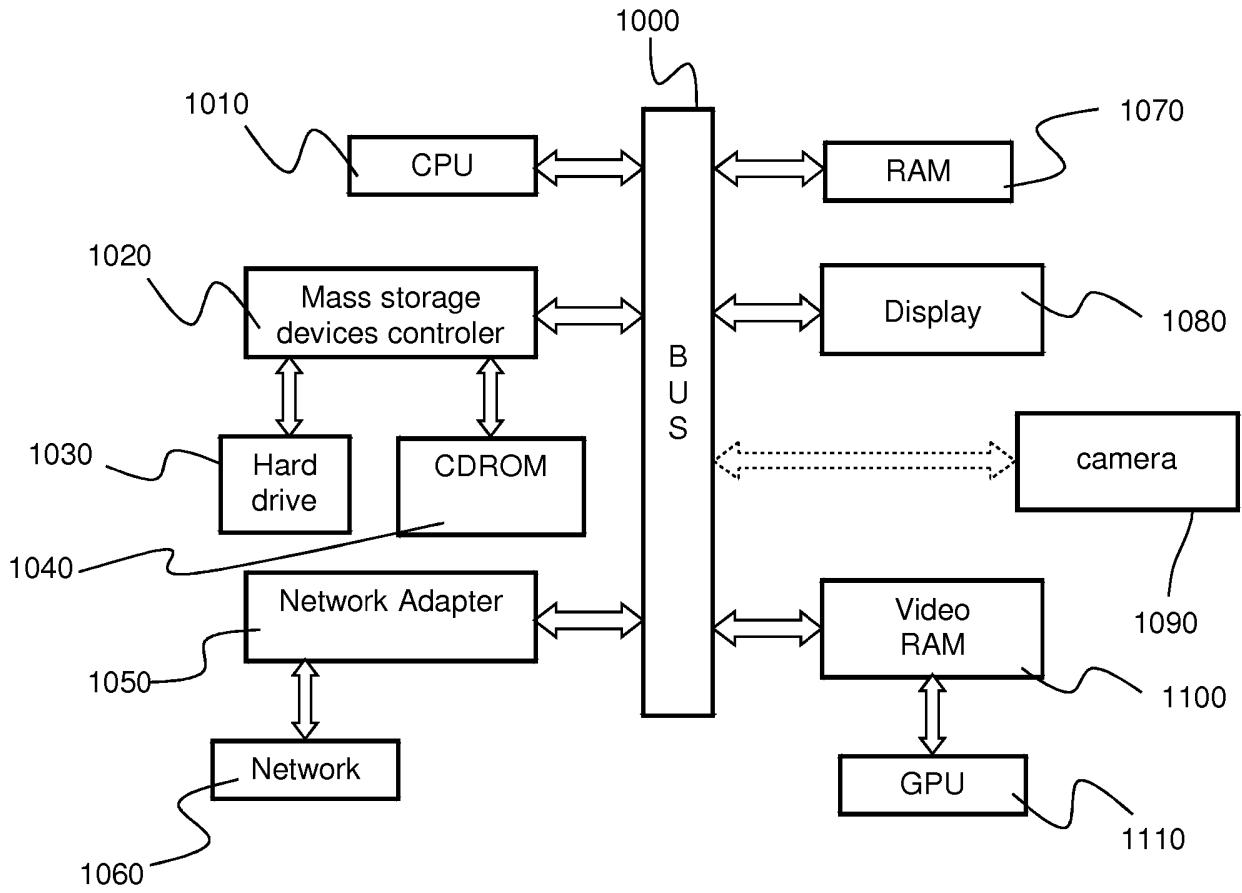 1000
1010
CPU
RAM
1070
1020
Mass storage
devices controler
Display
1080
B
U
S
1030
Hard
drive
CDROM
camera
1040
1090
Network Adapter
1050
Video
RAM
1100
Network
1060
GPU
1110